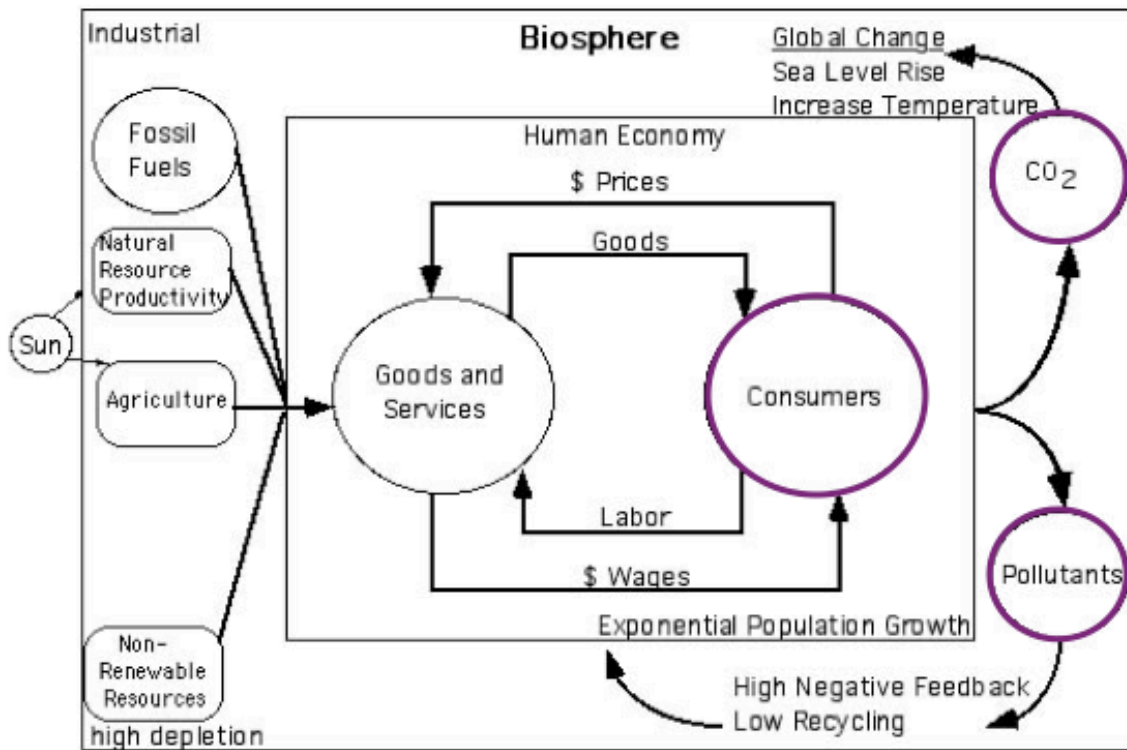 Industrial
Biosphere
Global Change
Sea Level Rise
Increase Temperature
Fossil
Fuels
Human Economy
CO2
$ Prices
Natural
Resource
Productivity
Goods
Sun
Goods and
Services
Consumers
Agriculture
Labor
$ Wages
Pollutants
Exponential Population Growth
Non-
Renewable
Resources
High Negative Feedback
Low Recycling
high depletion